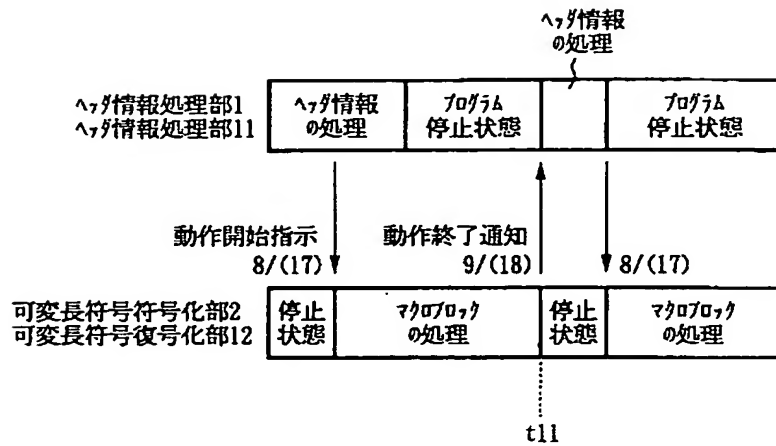 ヘッダ情報
の処理
ヘッダ情報処理部1
ヘッダ情報処理部11
ヘッダ情報
の処理
プログラム
停止状態
プログラム
停止状態
動作開始指示
8/(17)
動作終了通知
9/(18)
8/(17)
可変長符号符号化部2
可変長符号復号化部12
停止
状態
マクロブロック
の処理
停止
状態
マクロブロック
の処理
t11